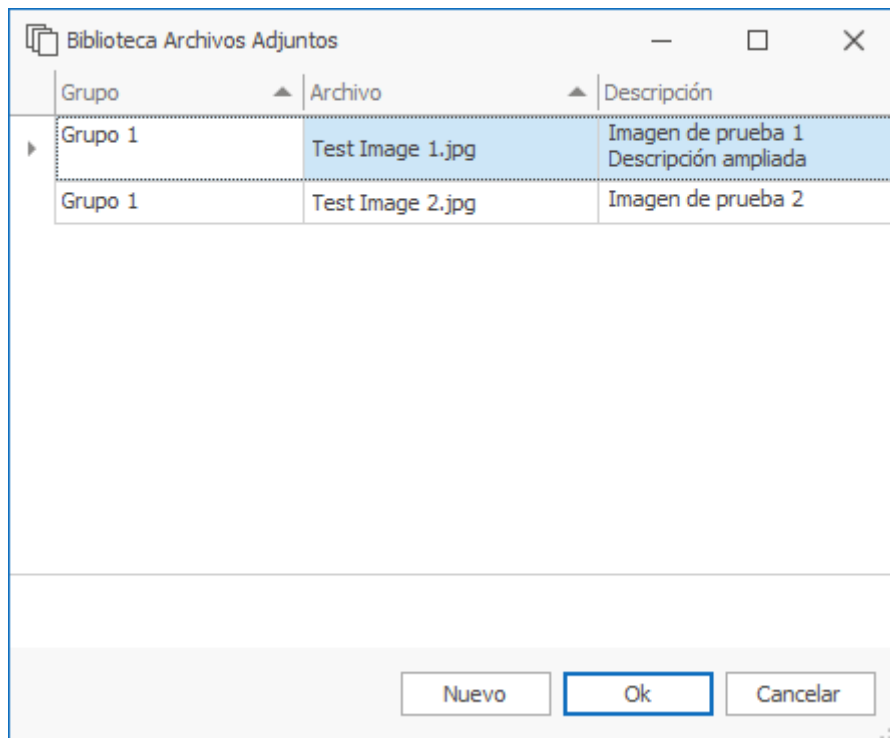 Biblioteca Archivos Adjuntos
Grupo Archivo Descripción
Grupo 1 Test Image 1.jpg Imagen de prueba 1
Descripción ampliada
Grupo 1 Test Image 2.jpg Imagen de prueba 2
Nuevo Ok Cancelar